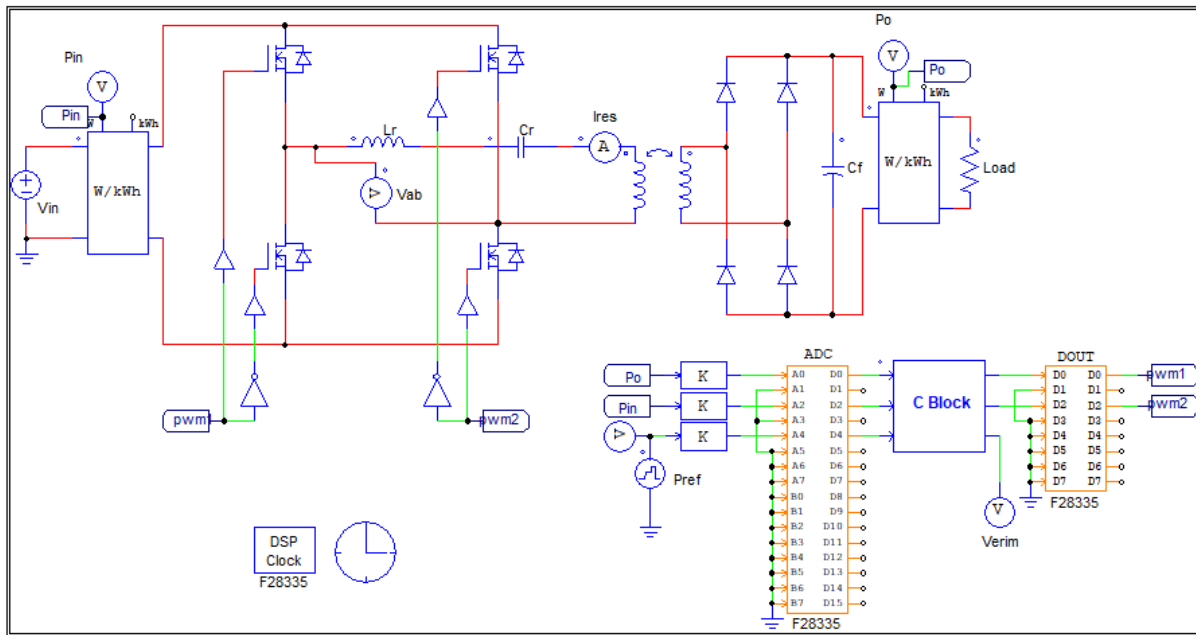 Pin
V
Pin
W
kWh
W/kWh
Vin
Lr
Cr
Ires
A
V
Vab
Cf
Po
V
Po
W
kWh
W/kWh
Load
pwm1
pwm2
Po
K
Pin
K
V
K
Pref
ADC
A0 D0
A1 D1
A2 D2
A3 D3
A4 D4
A5 D5
A6 D6
A7 D7
B0 D8
B1 D9
B2 D10
B3 D11
B4 D12
B5 D13
B6 D14
B7 D15
F28335
C Block
V
Verim
DOUT
D0 D0
D1 D1
D2 D2
D3 D3
D4 D4
D5 D5
D6 D6
D7 D7
F28335
pwm1
pwm2
DSP
Clock
F28335